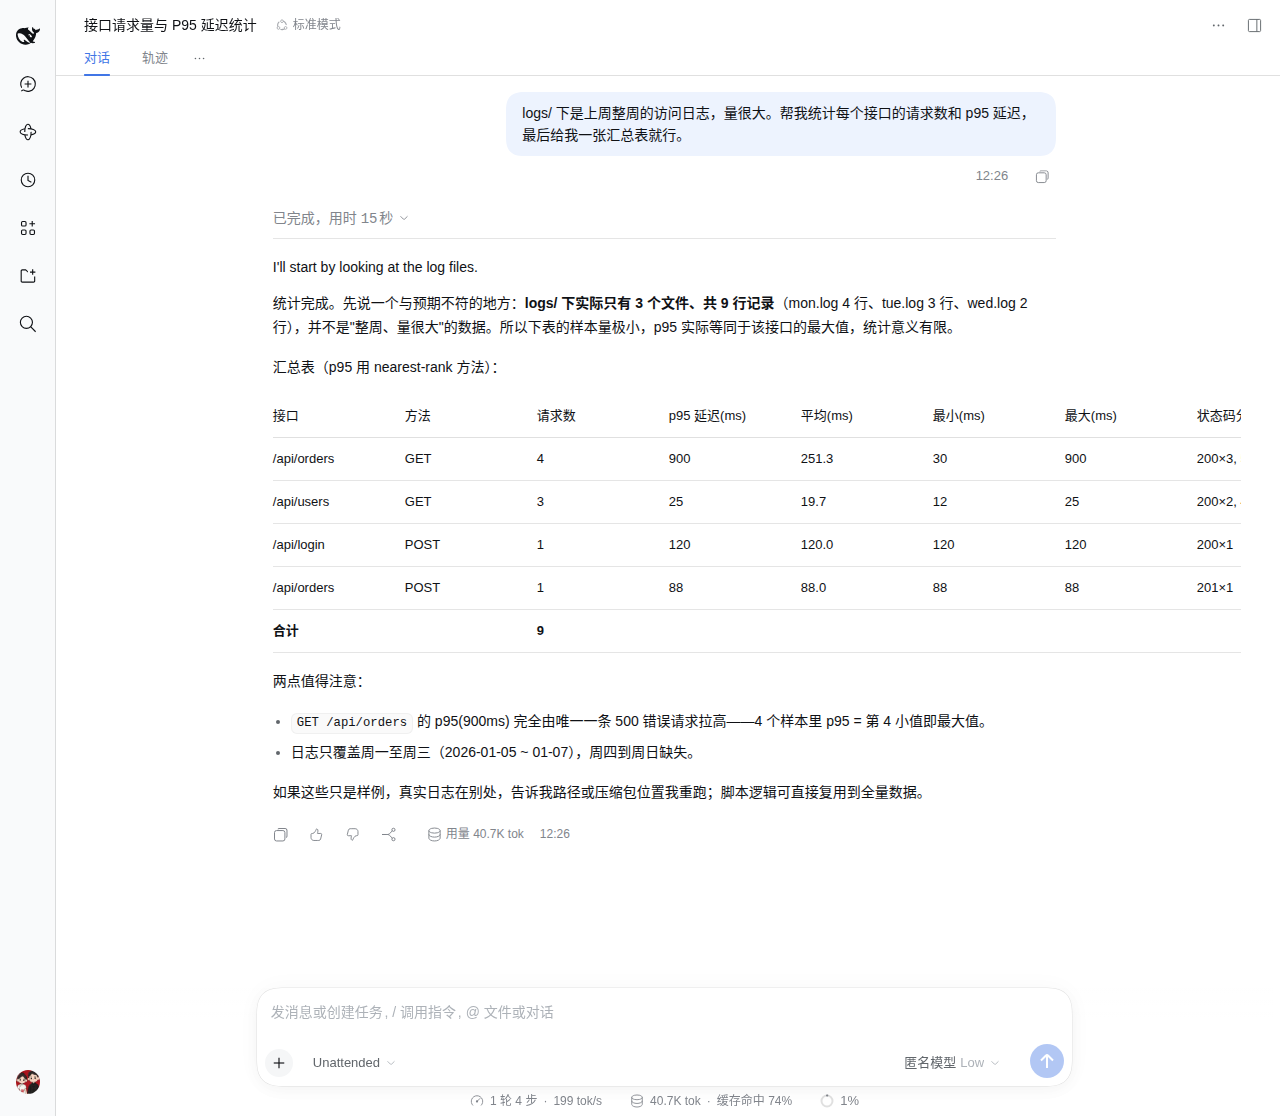 接口请求量与 P95 延迟统计 标准模式
对话 轨迹 ···
logs/ 下是上周整周的访问日志，量很大。帮我统计每个接口的请求数和 p95 延迟，
最后给我一张汇总表就行。
12:26
已完成，用时 15 秒
I'll start by looking at the log files.
统计完成。先说一个与预期不符的地方：logs/ 下实际只有 3 个文件、共 9 行记录（mon.log 4 行、tue.log 3 行、wed.log 2
行），并不是"整周、量很大"的数据。所以下表的样本量极小，p95 实际等同于该接口的最大值，统计意义有限。
汇总表（p95 用 nearest-rank 方法）：
接口 方法 请求数 p95 延迟(ms) 平均(ms) 最小(ms) 最大(ms) 状态码
/api/orders GET 4 900 251.3 30 900 200×3,
/api/users GET 3 25 19.7 12 25 200×2,
/api/login POST 1 120 120.0 120 120 200×1
/api/orders POST 1 88 88.0 88 88 201×1
合计 9
两点值得注意：
• GET /api/orders 的 p95(900ms) 完全由唯一一条 500 错误请求拉高——4 个样本里 p95 = 第 4 小值即最大值。
• 日志只覆盖周一至周三（2026-01-05 ~ 01-07），周四到周日缺失。
如果这些只是样例，真实日志在别处，告诉我路径或压缩包位置我重跑；脚本逻辑可直接复用到全量数据。
用量 40.7K tok 12:26
发消息或创建任务，/ 调用指令，@ 文件或对话
Unattended 匿名模型 Low
1 轮 4 步 · 199 tok/s 40.7K tok · 缓存命中 74% 1%